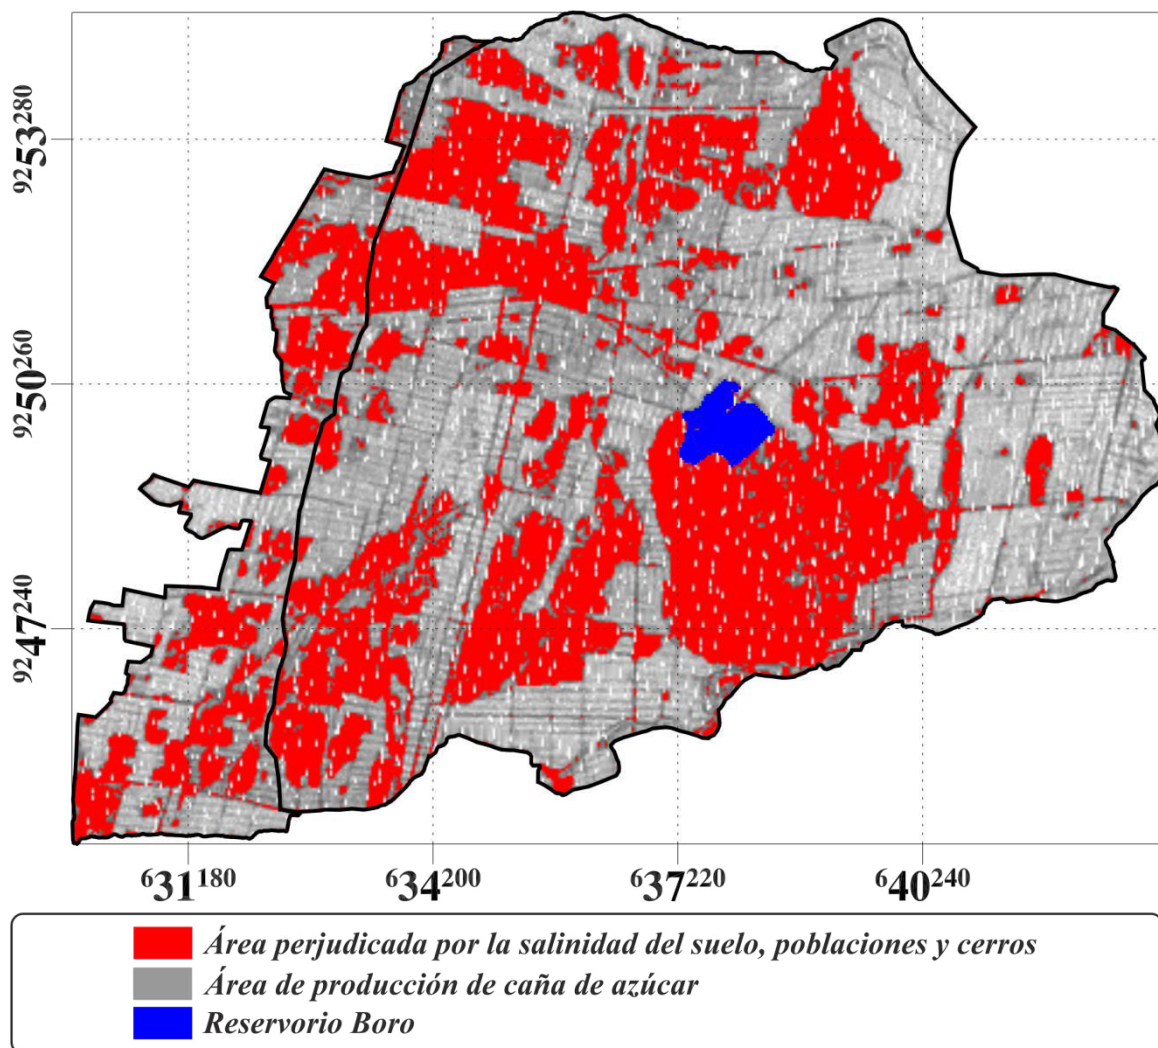 9253280
9250260
9247240
631180
634200
637220
640240
Área perjudicada por la salinidad del suelo, poblaciones y cerros
Área de producción de caña de azúcar
Reservorio Boro